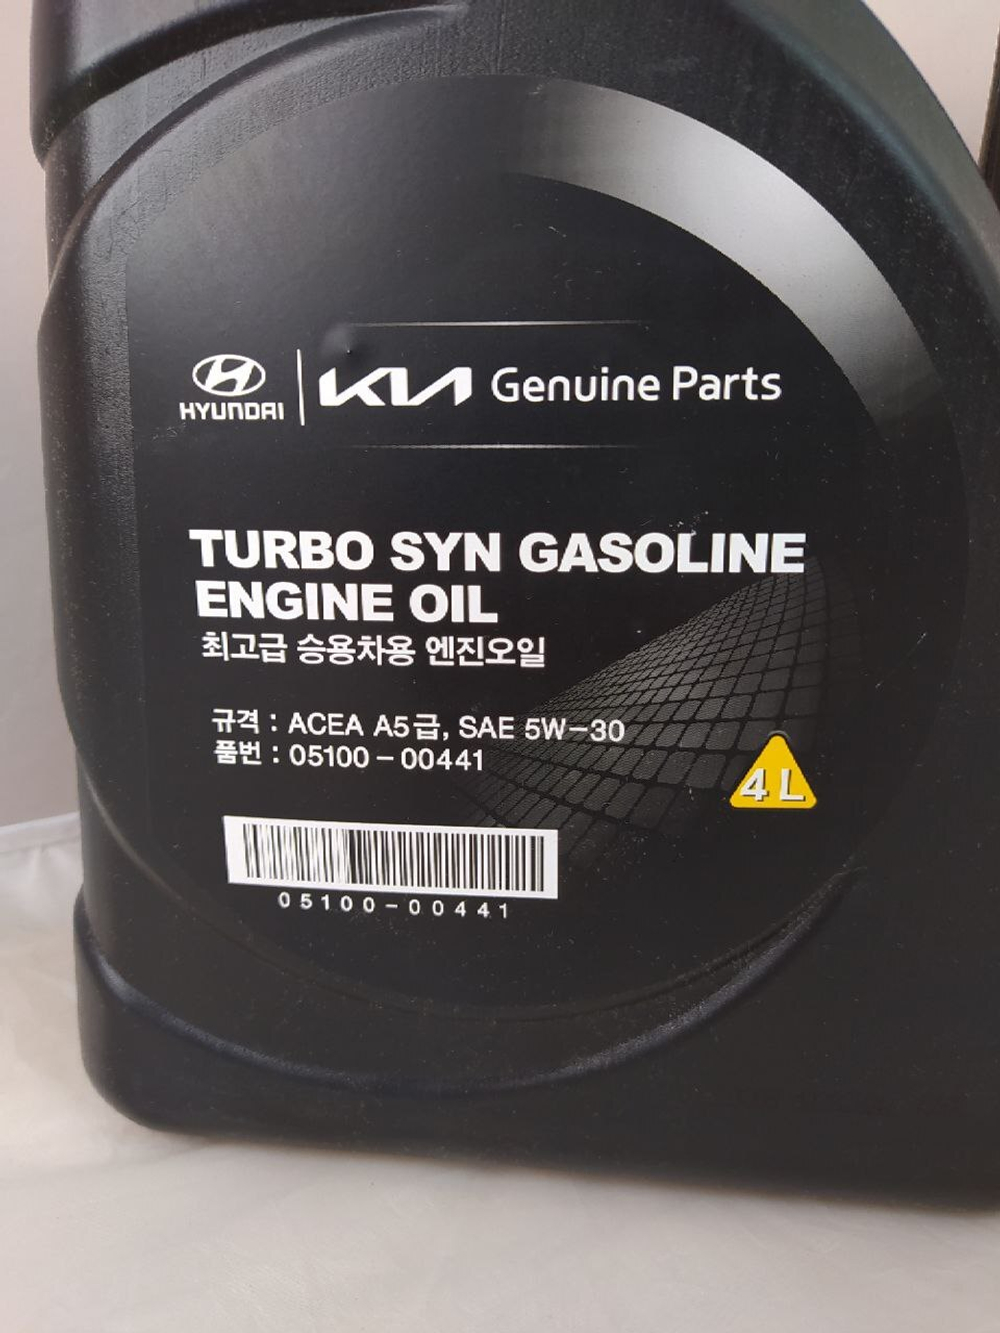 HYUNDAI KIA Genuine Parts
TURBO SYN GASOLINE
ENGINE OIL
최고급 승용차용 엔진오일
규격 : ACEA A5급, SAE 5W-30
품번 : 05100-00441
4 L
05100-00441